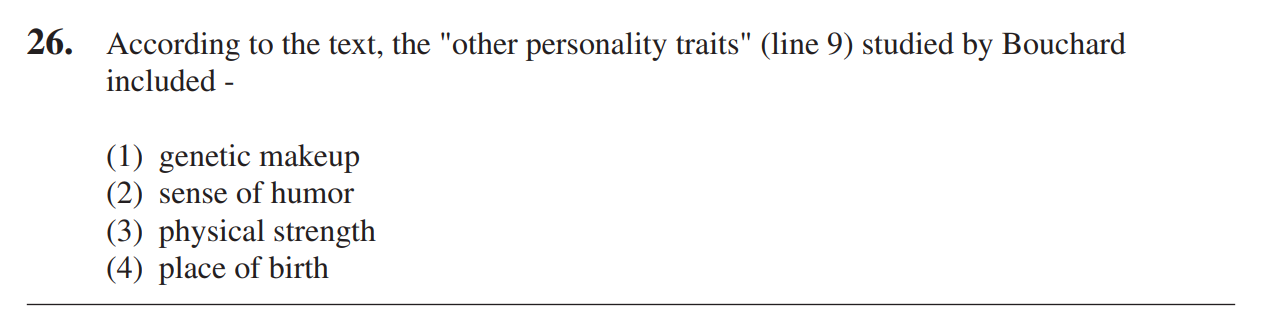 26. According to the text, the "other personality traits" (line 9) studied by Bouchard
included -
(1) genetic makeup
(2) sense of humor
(3) physical strength
(4) place of birth